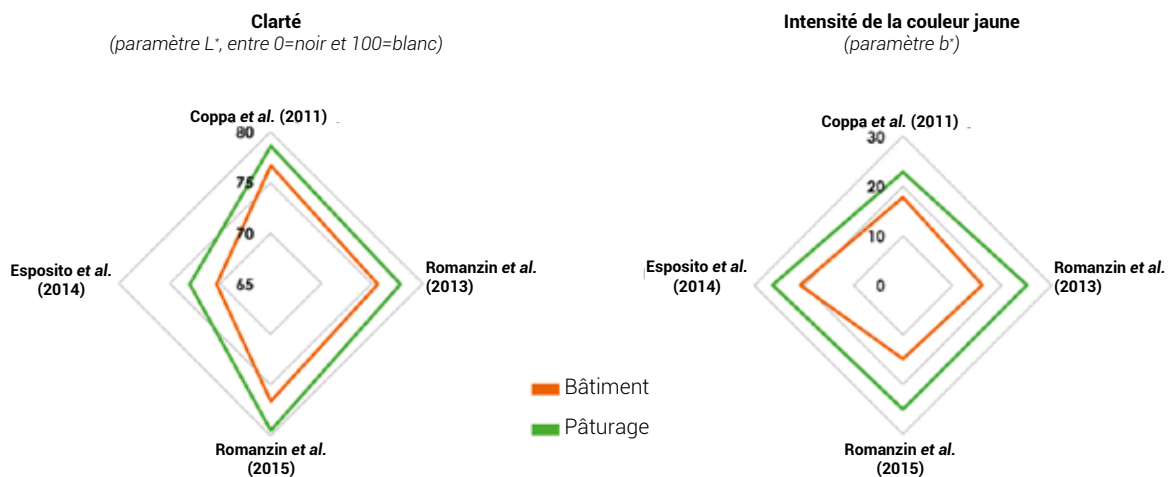 Clarté
(paramètre L*, entre 0=noir et 100=blanc)
Coppa et al. (2011)
80
75
70
65
Esposito et al.
(2014)
Romanzin et al.
(2013)
Romanzin et al.
(2015)
Intensité de la couleur jaune
(paramètre b*)
Coppa et al. (2011)
30
20
10
0
Esposito et al.
(2014)
Romanzin et al.
(2013)
Romanzin et al.
(2015)
Bâtiment
Pâturage